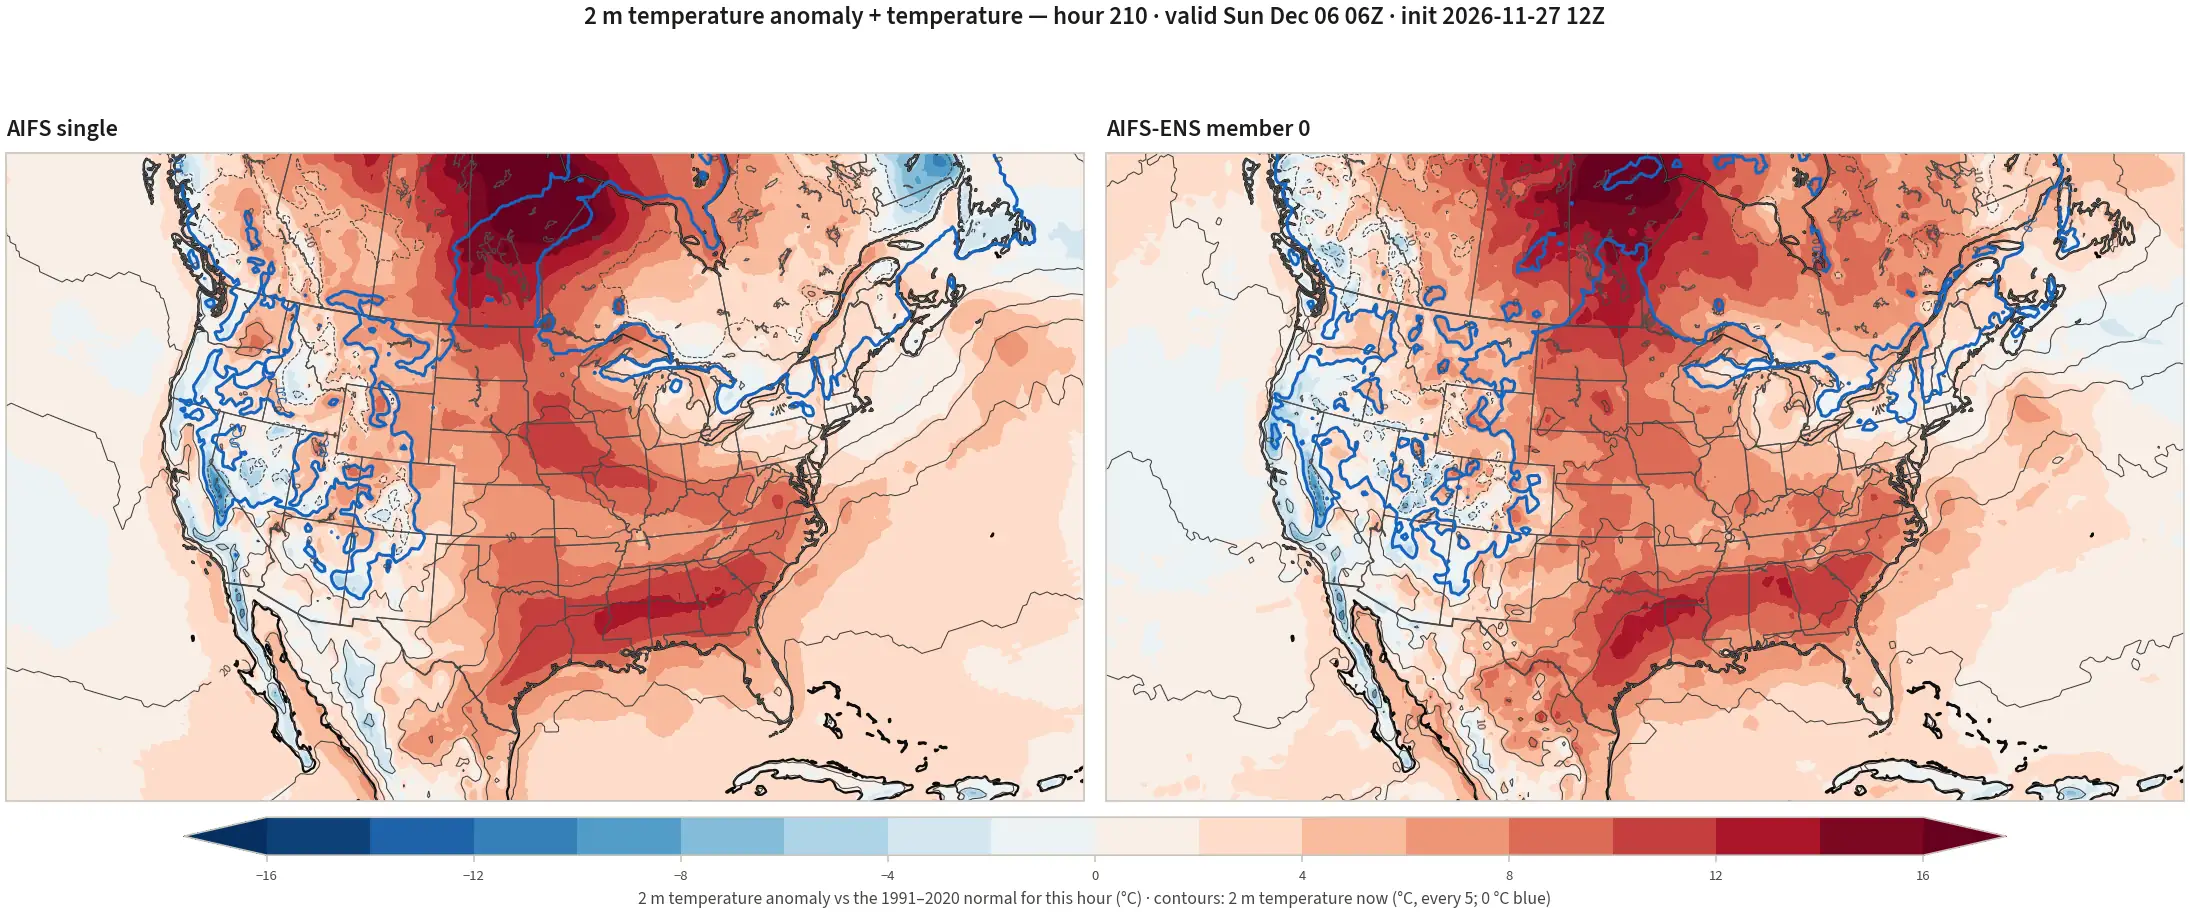 2 m temperature anomaly + temperature — hour 210 · valid Sun Dec 06 06Z · init 2026-11-27 12Z
AIFS single
AIFS-ENS member 0
−16 −12 −8 −4 0 4 8 12 16
2 m temperature anomaly vs the 1991–2020 normal for this hour (°C) · contours: 2 m temperature now (°C, every 5; 0 °C blue)